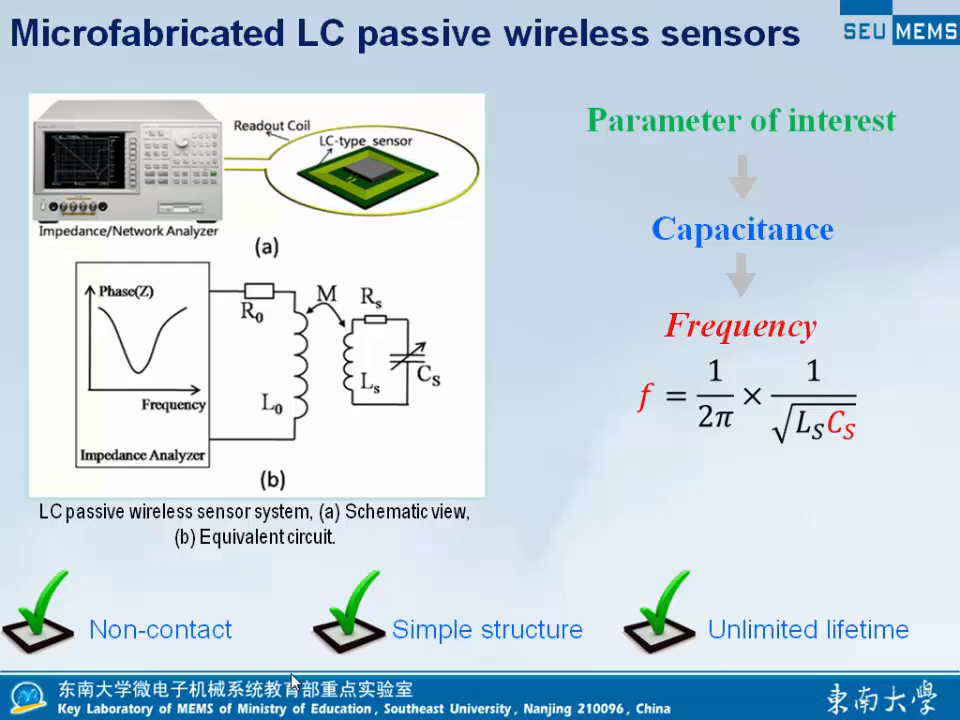 Microfabricated LC passive wireless sensors
SEU MEMS
Readout Coil
LC-type sensor
Impedance/Network Analyzer
(a)
Phase(Z)
Frequency
Impedance Analyzer
R₀
M
Rs
L₀
Ls
Cs
(b)
LC passive wireless sensor system, (a) Schematic view,
(b) Equivalent circuit.
Parameter of interest
Capacitance
Frequency
f = 1/2π × 1/√(L_S C_S)
Non-contact
Simple structure
Unlimited lifetime
东南大学微电子机械系统教育部重点实验室
Key Laboratory of MEMS of Ministry of Education, Southeast University, Nanjing 210096, China
東南大學